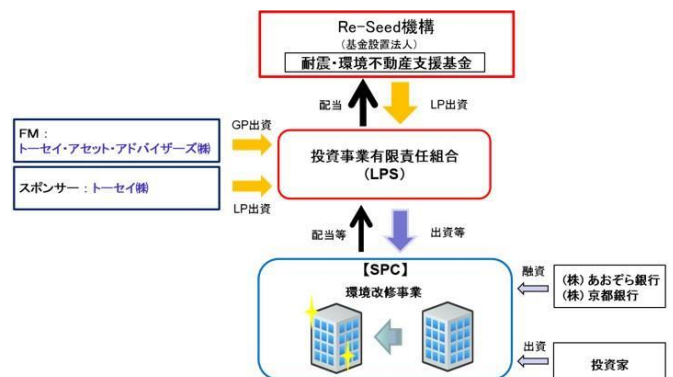 Re-Seed機構
(基金設置法人)
耐震・環境不動産支援基金
配当
LP出資
GP出資
FM：
トーセイ・アセット・アドバイザーズ㈱
投資事業有限責任組合
(LPS)
スポンサー：トーセイ㈱
LP出資
配当等
出資等
【SPC】
環境改修事業
融資
(株)あおぞら銀行
(株)京都銀行
出資
投資家